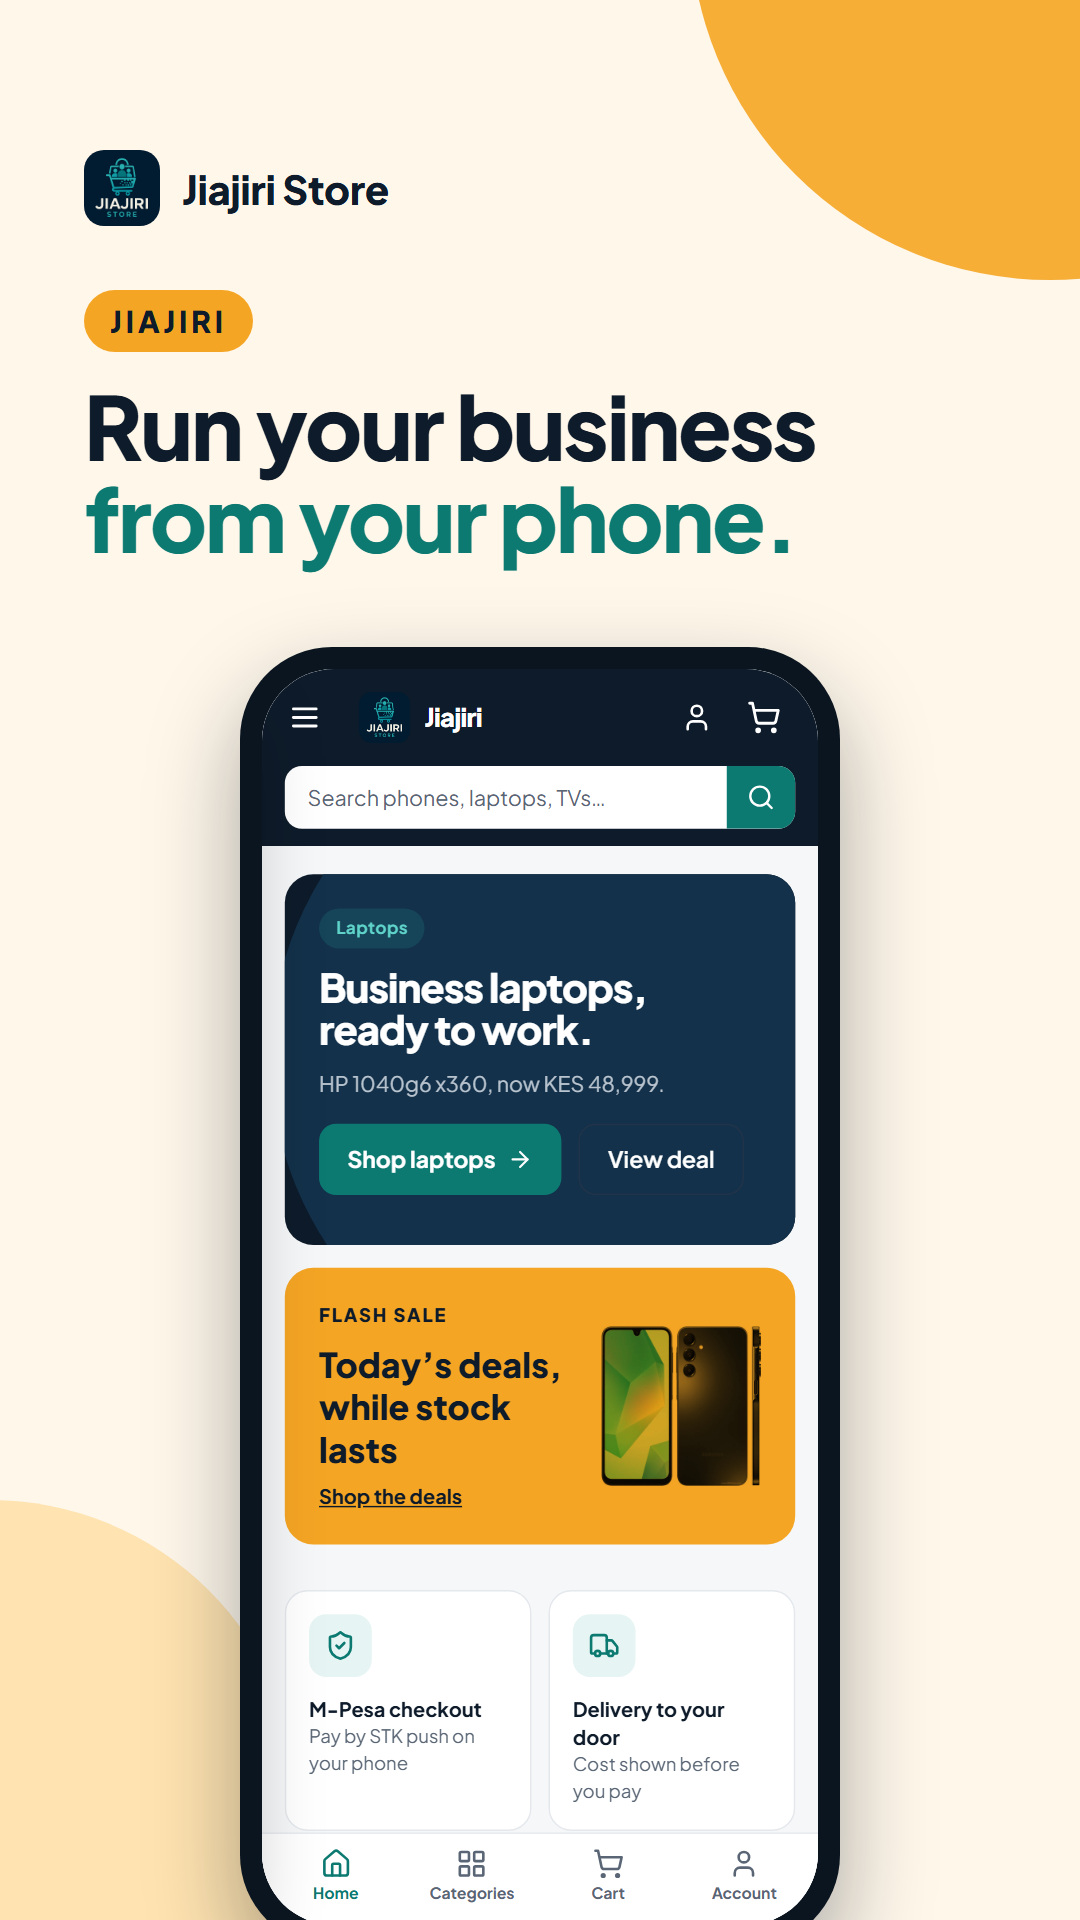 JIAJIRI
STORE
Jiajiri Store
JIAJIRI
Run your business
from your phone.
JIAJIRI
STORE
Jiajiri
Search phones, laptops, TVs...
Laptops
Business laptops,
ready to work.
HP 1040g6 x360, now KES 48,999.
Shop laptops →
View deal
FLASH SALE
Today’s deals,
while stock
lasts
Shop the deals
M-Pesa checkout
Pay by STK push on
your phone
Delivery to your
door
Cost shown before
you pay
Home
Categories
Cart
Account